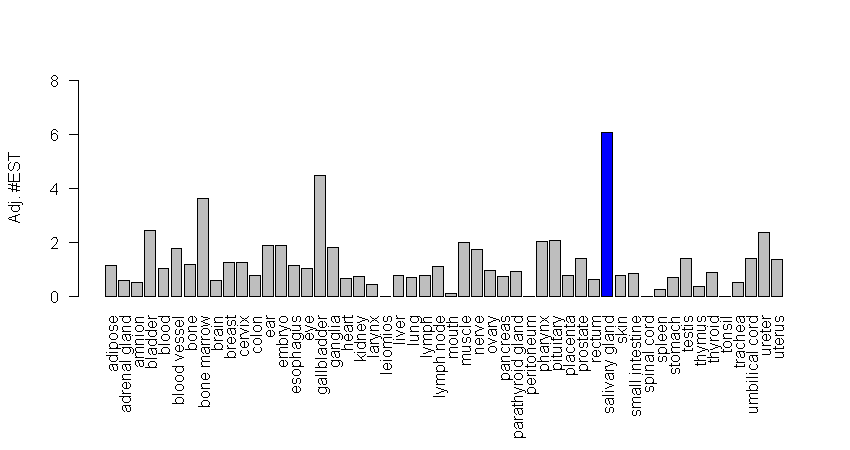 Adj. #EST
8
6
4
2
0
adipose
adrenal gland
amnion
bladder
blood
blood vessel
bone
bone marrow
brain
breast
cervix
colon
ear
embryo
esophagus
eye
gallbladder
ganglia
heart
kidney
larynx
leiomios
liver
lung
lymph
lymph node
mouth
muscle
nerve
ovary
pancreas
parathyroid gland
peritoneum
pharynx
pituitary
placenta
prostate
rectum
salivary gland
skin
small intestine
spinal cord
spleen
stomach
testis
thymus
thyroid
tonsil
trachea
umbilical cord
ureter
uterus